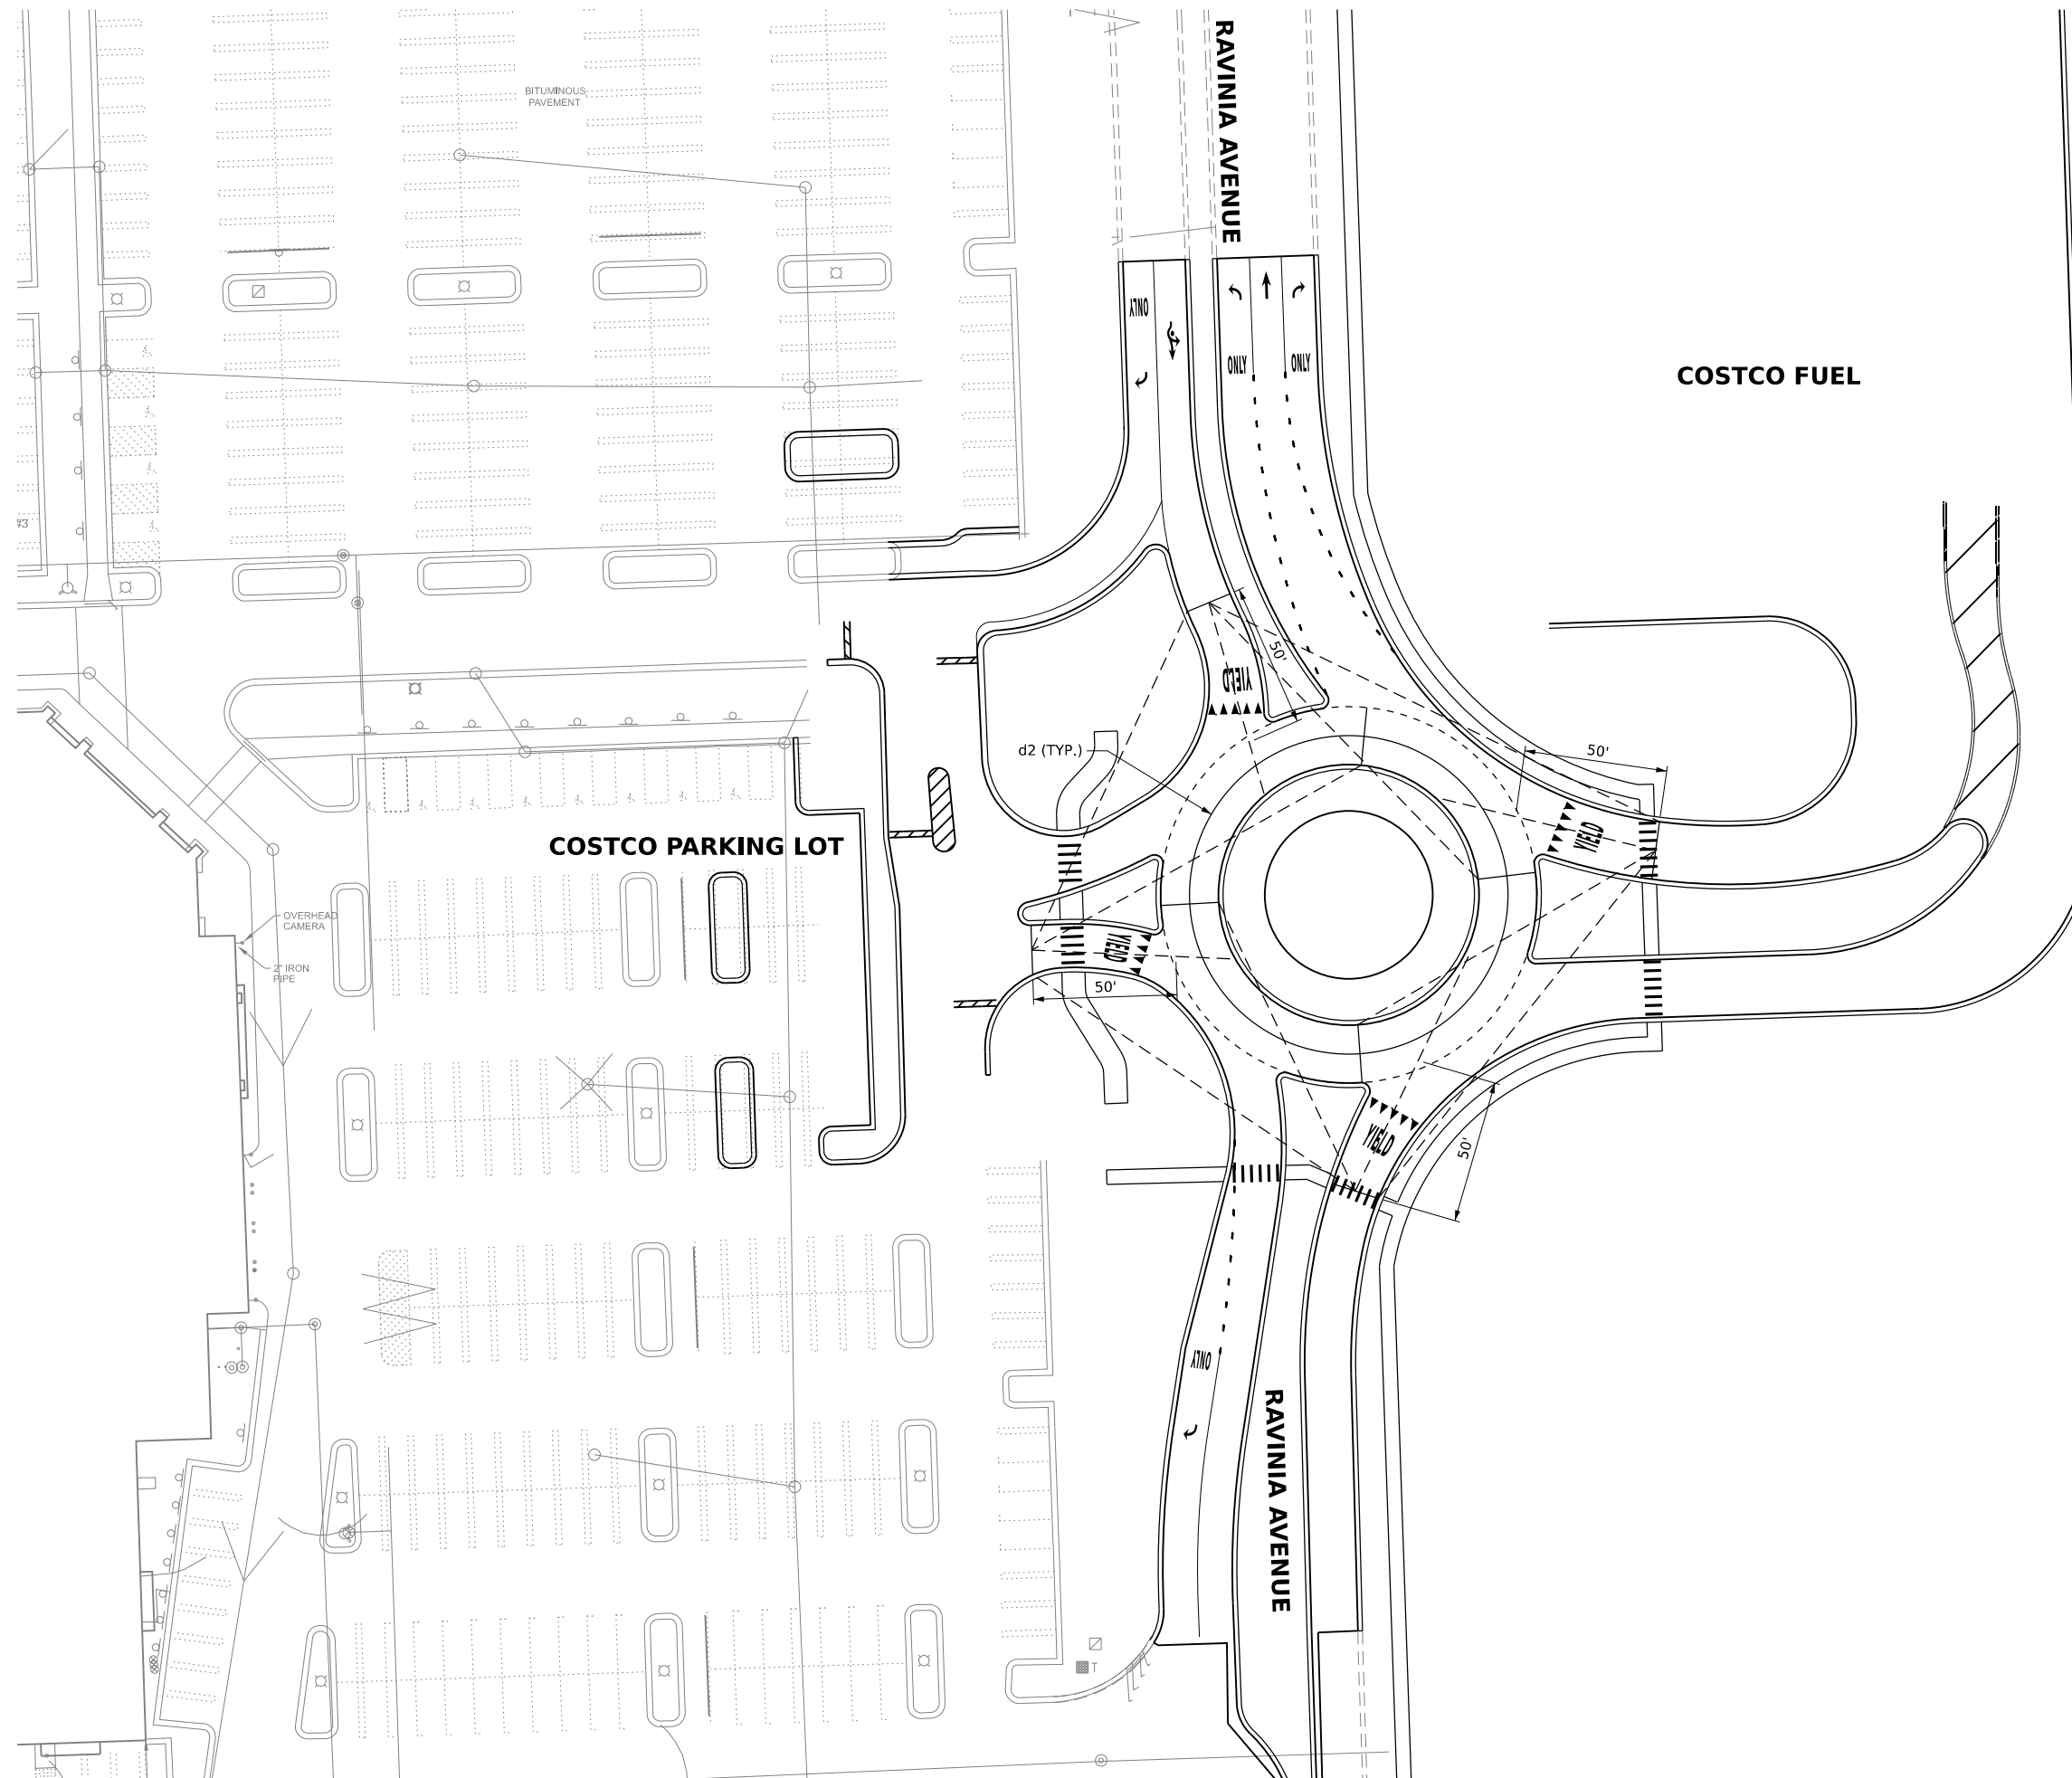 RAVINIA AVENUE
BITUMINOUS
PAVEMENT
ONLY
ONLY
ONLY
COSTCO FUEL
#3
50'
YIELD
d2 (TYP.)
50'
YIELD
COSTCO PARKING LOT
OVERHEAD
CAMERA
YIELD
2" IRON
PIPE
50'
YIELD
50'
ONLY
RAVINIA AVENUE
T